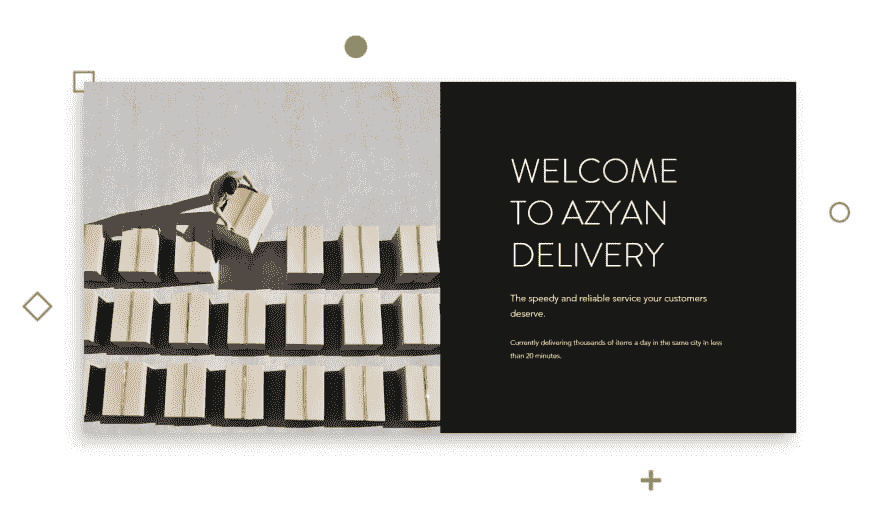 WELCOME
TO AZYAN
DELIVERY
The speedy and reliable service your customers
deserve.
Currently delivering thousands of items a day in the same city in less
than 20 minutes.